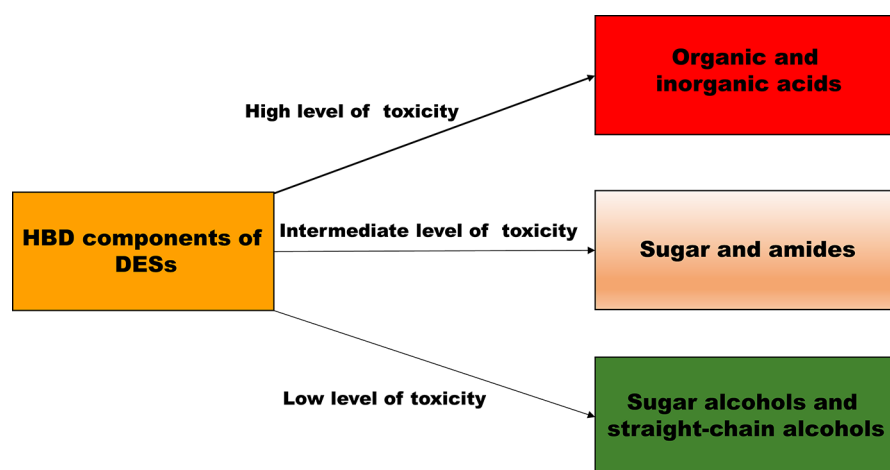 Organic and
inorganic acids
High level of toxicity
HBD components of
DESs
Intermediate level of toxicity
Sugar and amides
Low level of toxicity
Sugar alcohols and
straight-chain alcohols